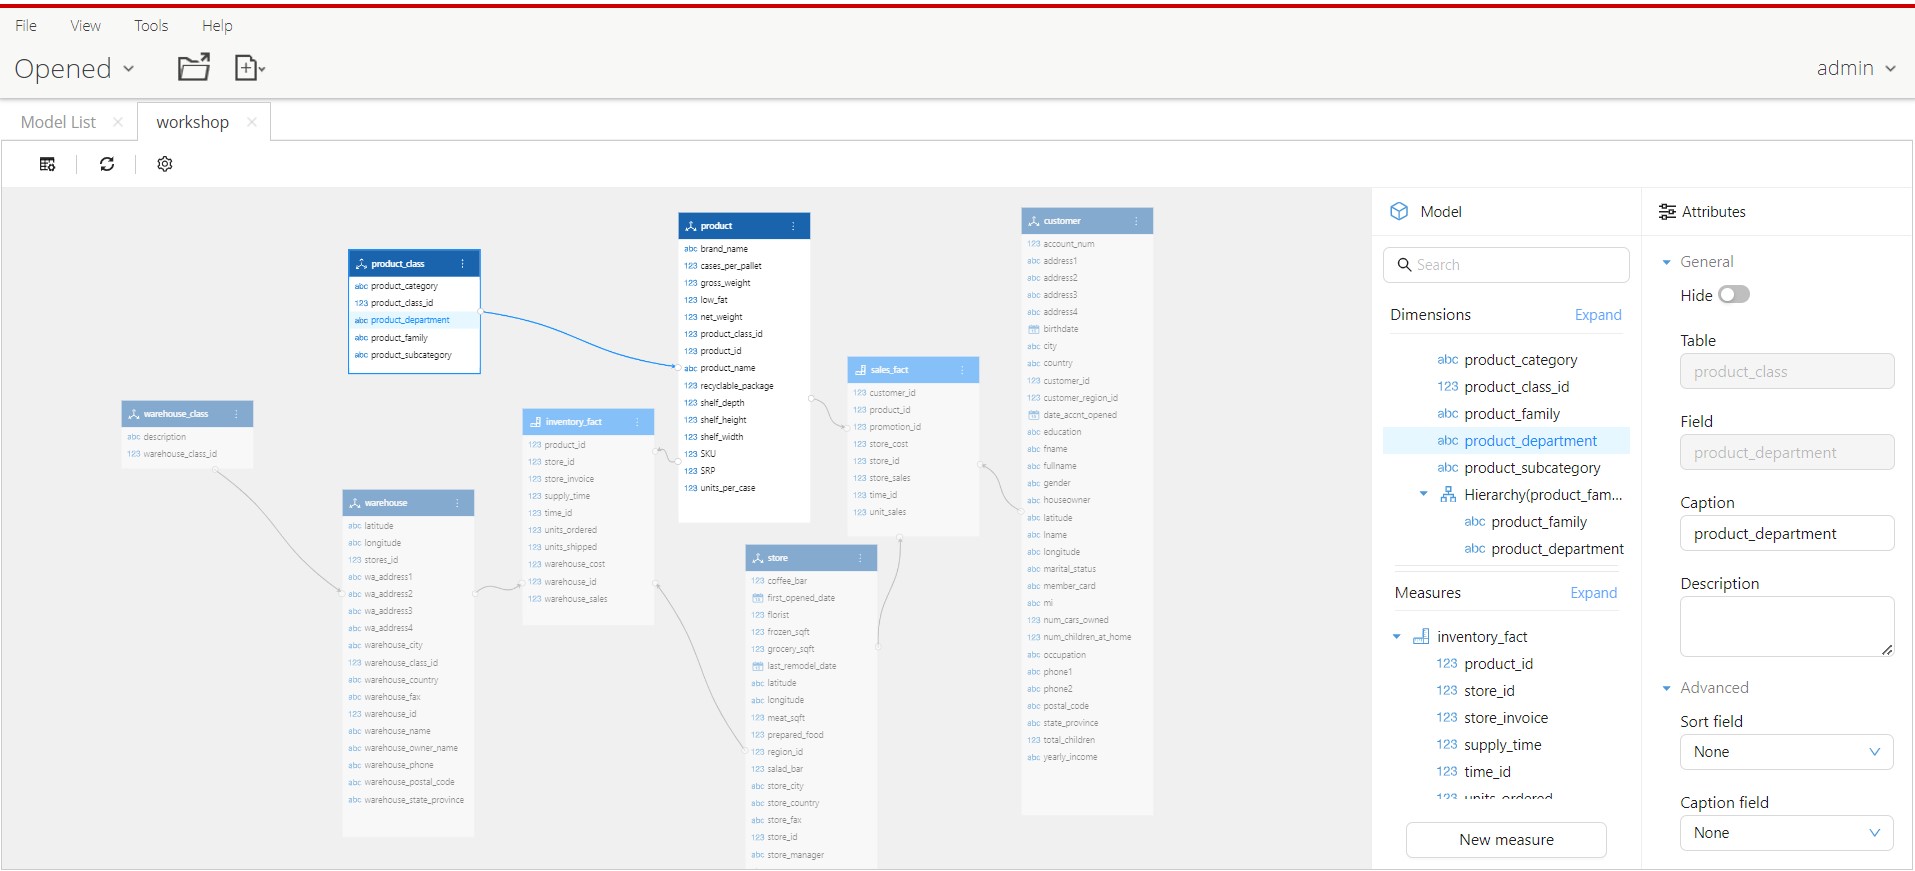 File View Tools Help
Opened
admin
Model List
workshop
product_class
abc product_category
123 product_class_id
abc product_department
abc product_family
abc product_subcategory
product
abc brand_name
123 cases_per_pallet
123 gross_weight
123 low_fat
123 net_weight
123 product_class_id
123 product_id
abc product_name
123 recyclable_package
123 shelf_depth
123 shelf_height
123 shelf_width
123 SKU
123 SRP
123 units_per_case
customer
123 account_num
abc address1
abc address2
abc address3
abc address4
birthdate
abc city
abc country
123 customer_id
123 customer_region_id
date_accnt_opened
abc education
abc fname
abc fullname
abc gender
abc houseowner
abc latitude
abc lname
abc longitude
abc marital_status
abc member_card
abc mi
123 num_cars_owned
123 num_children_at_home
abc occupation
abc phone1
abc phone2
abc postal_code
abc state_province
123 total_children
abc yearly_income
sales_fact
123 customer_id
123 product_id
123 promotion_id
123 store_cost
123 store_id
123 store_sales
123 time_id
123 unit_sales
warehouse_class
abc description
123 warehouse_class_id
inventory_fact
123 product_id
123 store_id
123 store_invoice
123 supply_time
123 time_id
123 units_ordered
123 units_shipped
123 warehouse_cost
123 warehouse_id
123 warehouse_sales
warehouse
abc latitude
abc longitude
123 stores_id
abc wa_address1
abc wa_address2
abc wa_address3
abc wa_address4
abc warehouse_city
123 warehouse_class_id
abc warehouse_country
abc warehouse_fax
123 warehouse_id
abc warehouse_name
abc warehouse_owner_name
abc warehouse_phone
abc warehouse_postal_code
abc warehouse_state_province
store
123 coffee_bar
first_opened_date
123 florist
123 frozen_sqft
123 grocery_sqft
last_remodel_date
abc latitude
abc longitude
123 meat_sqft
123 prepared_food
123 region_id
123 salad_bar
abc store_city
abc store_country
abc store_fax
123 store_id
abc store_manager
Model
Search
Dimensions Expand
abc product_category
123 product_class_id
abc product_family
abc product_department
abc product_subcategory
Hierarchy(product_fam...
abc product_family
abc product_department
Measures Expand
inventory_fact
123 product_id
123 store_id
123 store_invoice
123 supply_time
123 time_id
123 units_ordered
New measure
Attributes
General
Hide
Table
product_class
Field
product_department
Caption
product_department
Description
Advanced
Sort field
None
Caption field
None